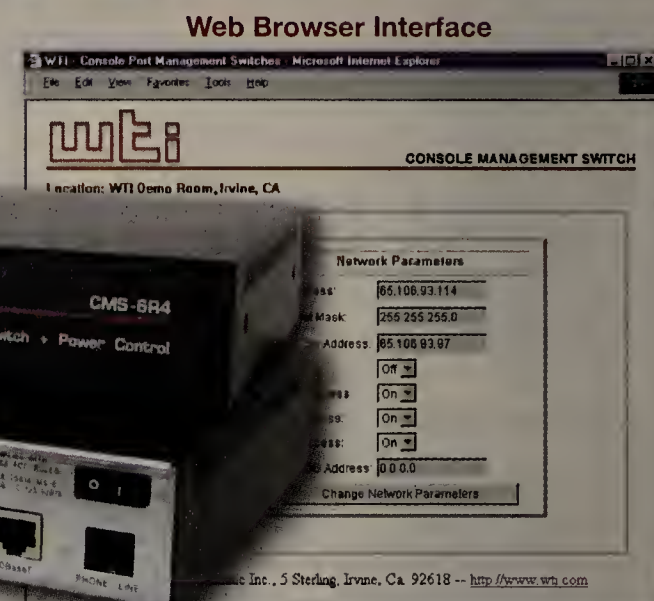 Web Browser Interface
WTI - Console Port Management Switches - Microsoft Internet Explorer
File Edit View Favorites Tools Help
wti
CONSOLE MANAGEMENT SWITCH
Location: WTI Demo Room, Irvine, CA
Network Parameters
65.106.93.114
Mask: 255.255.255.0
Address: 65.106.93.97
Off
On
On
On
Address: 0.0.0.0
Change Network Parameters
CMS-6R4
+ Power Control
O I
PHONE LINE
Inc., 5 Sterling, Irvine, Ca. 92618 -- http://www.wti.com